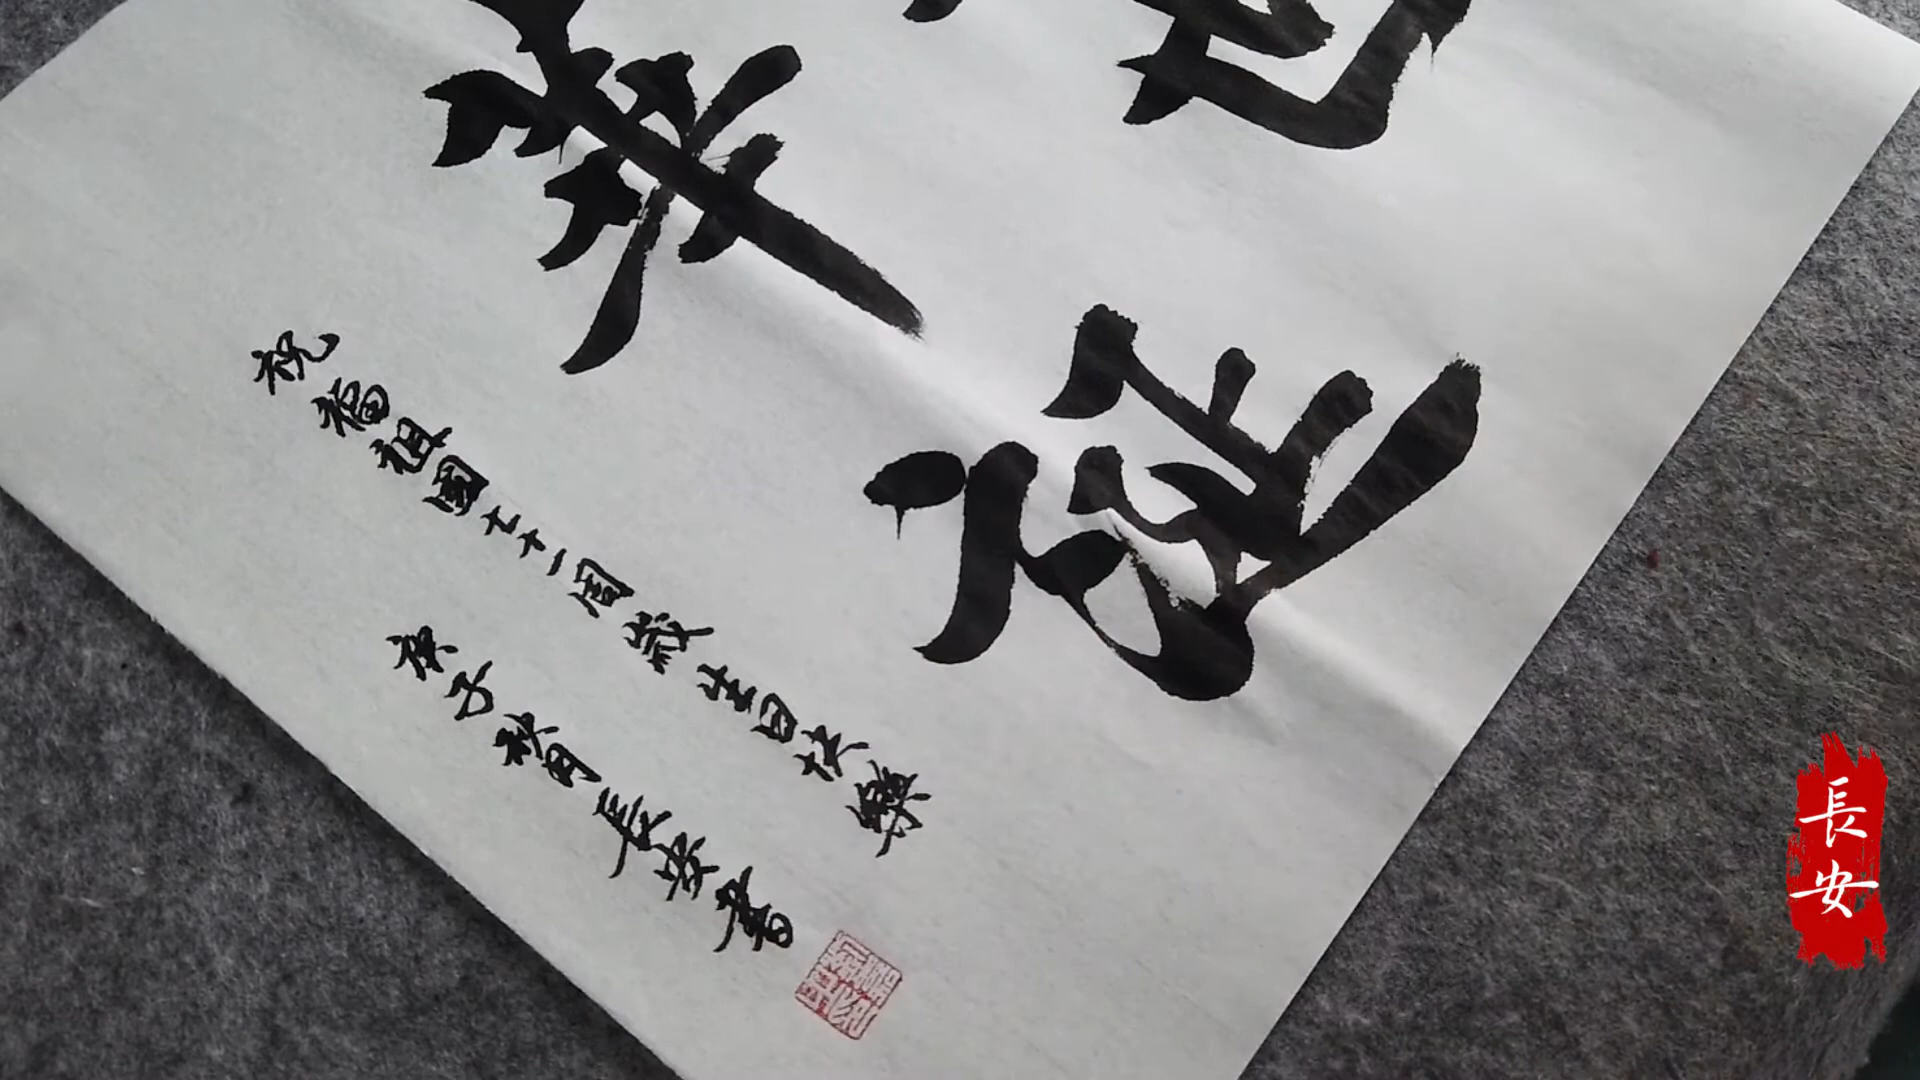 華诞
祝福祖國七十一周歲生日快樂
庚子秋月長安書
長安